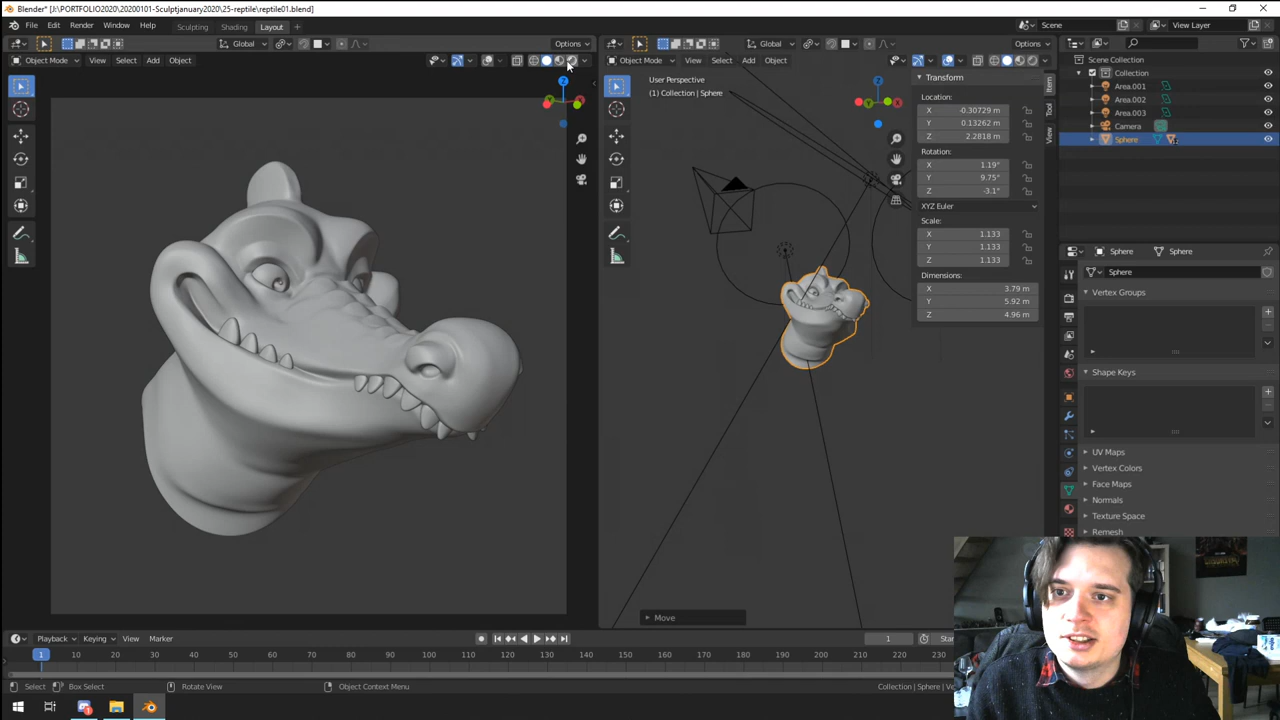 Blender* [J:\PORTFOLIO2020\20200101-Sculptjanuary2020\25-reptile\reptile01.blend]
File Edit Render Window Help Sculpting Shading Layout Scene View Layer
Global Options Global Options
Object Mode View Select Add Object Object Mode View Select Add Object
User Perspective
(1) Collection | Sphere
Transform
Location:
X -0.30729 m
Y 0.13262 m
Z 2.2818 m
Rotation:
X 1.19°
Y 9.75°
Z -3.1°
XYZ Euler
Scale:
X 1.133
Y 1.133
Z 1.133
Dimensions:
X 3.79 m
Y 5.92 m
Z 4.96 m
Item
Tool
View
Scene Collection
Collection
Area.001
Area.002
Area.003
Camera
Sphere
Sphere Sphere
Sphere
Vertex Groups
Shape Keys
UV Maps
Vertex Colors
Face Maps
Normals
Texture Space
Remesh
Move
Playback Keying View Marker 1 Star
1 10 20 30 40 50 60 70 80 90 100 110 120 130 140 150 160 170 180 190 200 210 220 230
Select Box Select Rotate View Object Context Menu Collection | Sphere | Ve